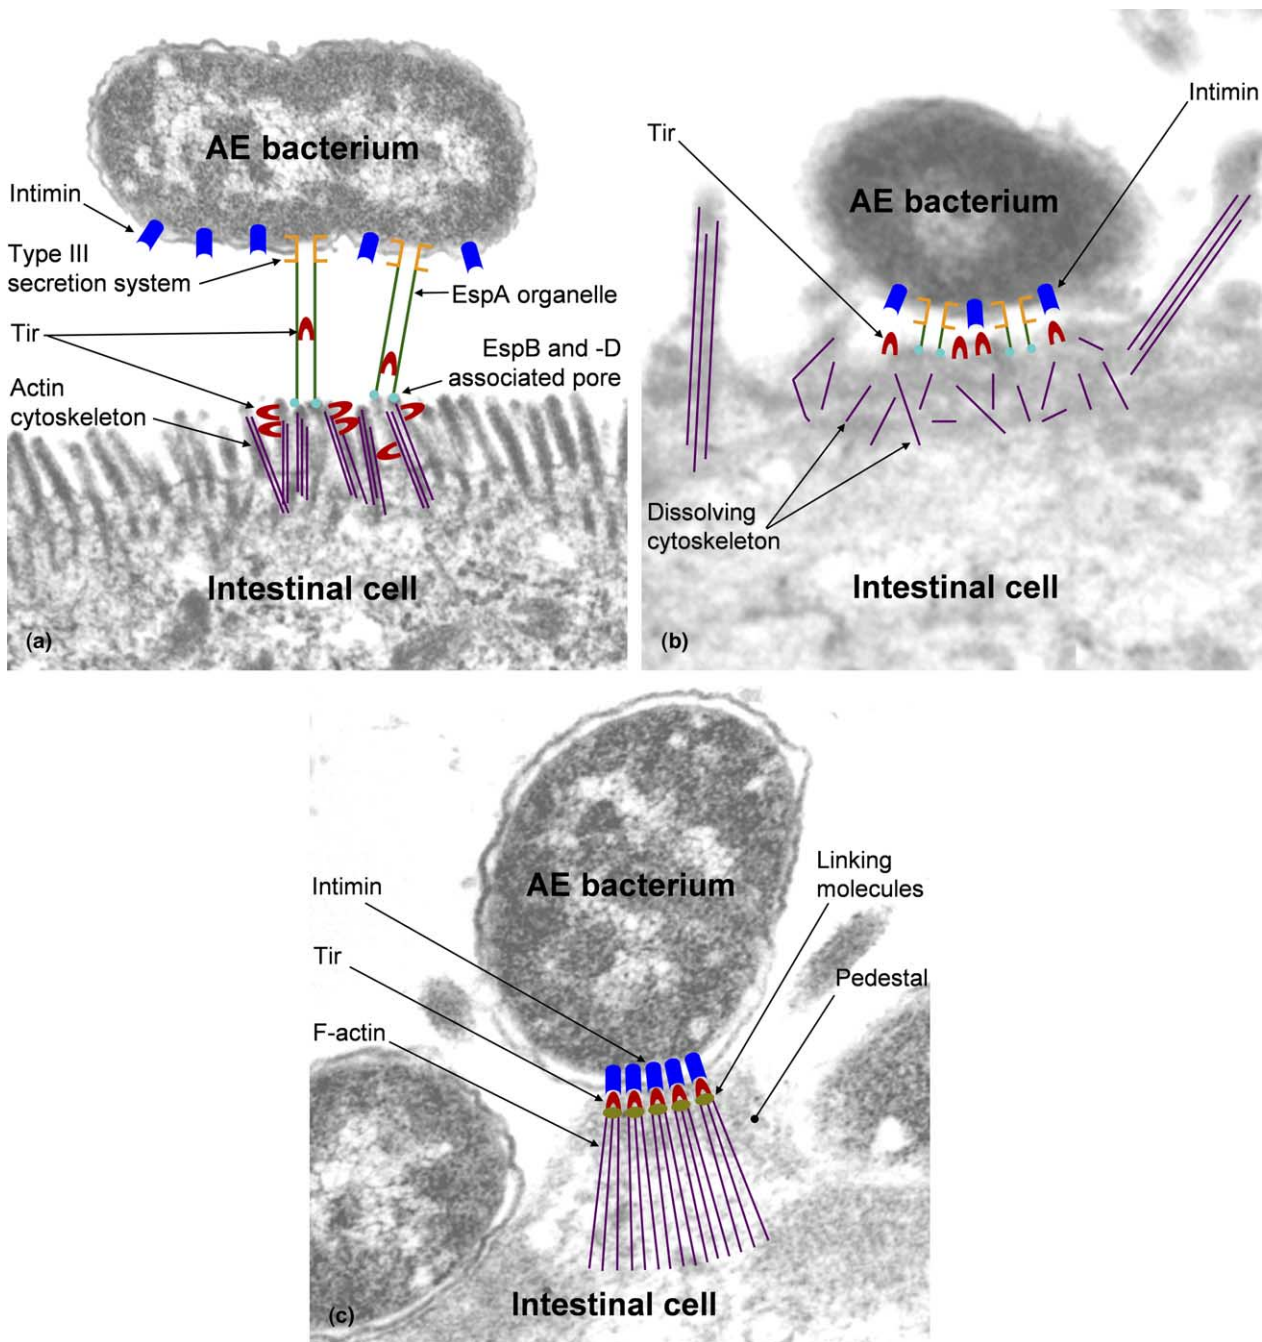 AE bacterium
Intimin
Type III
secretion system
EspA organelle
Tir
EspB and -D
associated pore
Actin
cytoskeleton
Intestinal cell
(a)
Intimin
Tir
AE bacterium
Dissolving
cytoskeleton
Intestinal cell
(b)
Linking
molecules
AE bacterium
Intimin
Tir
Pedestal
F-actin
Intestinal cell
(c)